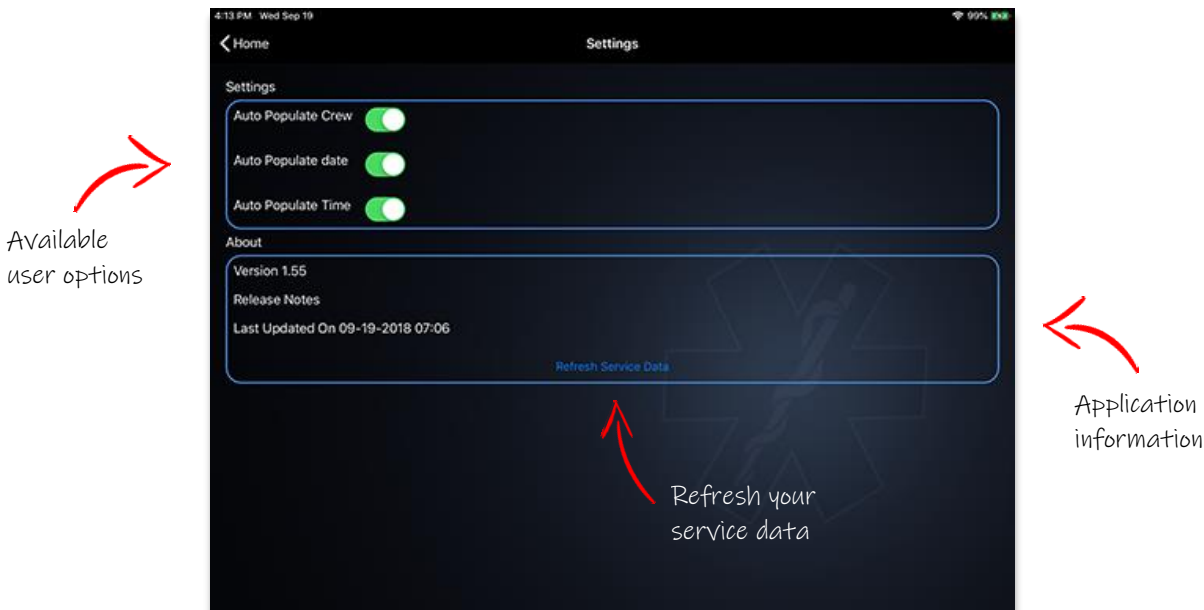 4:13 PM Wed Sep 19
99%
Home
Settings
Settings
Auto Populate Crew
Auto Populate date
Auto Populate Time
Available
user options
About
Version 1.55
Release Notes
Last Updated On 09-19-2018 07:06
Refresh Service Data
Application
information
Refresh your
service data